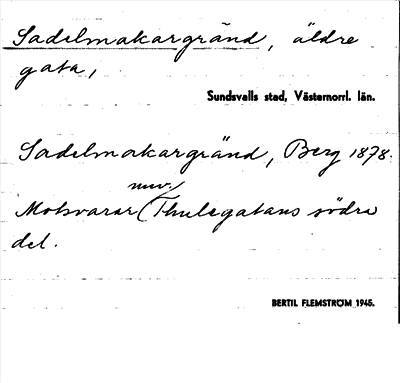 Sadelmakargränd, äldre
gata,
Sundsvalls stad, Västernorrl. län.
Sadelmakargränd, Berg 1878.
nuv.
Motsvarar (Thulegatans södra
del.
BERTIL FLEMSTRÖM 1945.